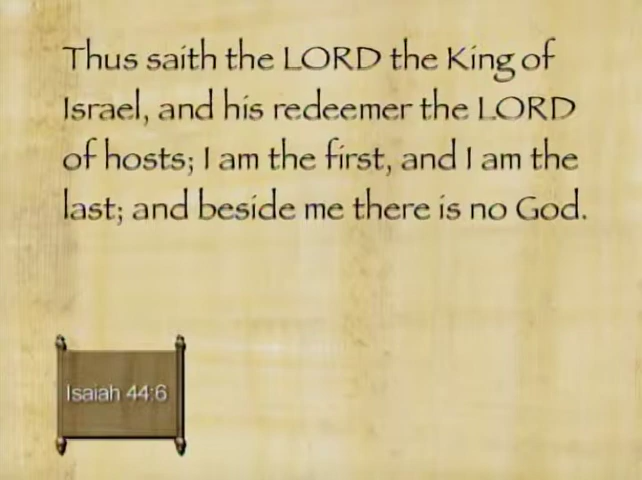 Thus saith the LORD the King of
Israel, and his redeemer the LORD
of hosts; I am the first, and I am the
last; and beside me there is no God.
Isaiah 44:6